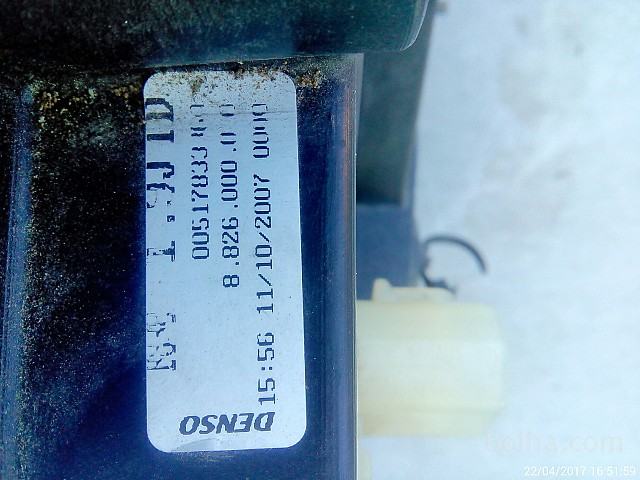 1.9JTD
8.826.000.0
15:56 11/10/2007 0000
DENSO
bolha.com
22/04/2017 16:51:59